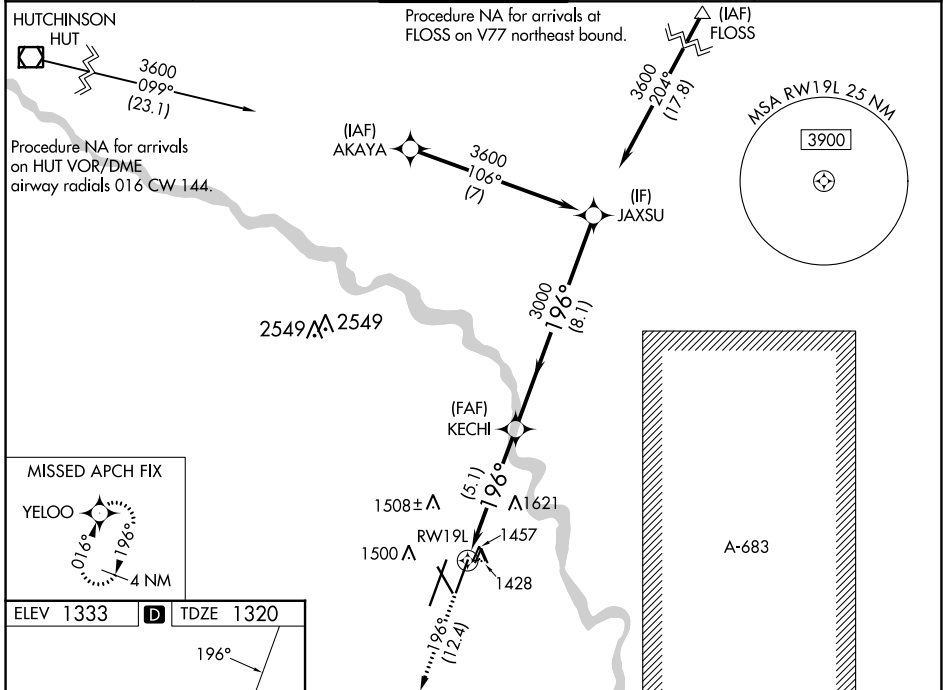 HUTCHINSON
HUT
3600
099°
(23.1)
Procedure NA for arrivals at
FLOSS on V77 northeast bound.
(IAF)
FLOSS
3600
204°
(17.8)
MSA RW19L 25 NM
3900
Procedure NA for arrivals
on HUT VOR/DME
airway radials 016 CW 144.
(IAF)
AKAYA
3600
106°
(7)
(IF)
JAXSU
3000
196°
(8.1)
2549
2549
(FAF)
KECHI
(5.1)
196°
1508±
1621
RW19L
1457
1500
1428
A-683
MISSED APCH FIX
YELOO
016°
196°
4 NM
196°
(12.4)
ELEV 1333
D
TDZE 1320
196°